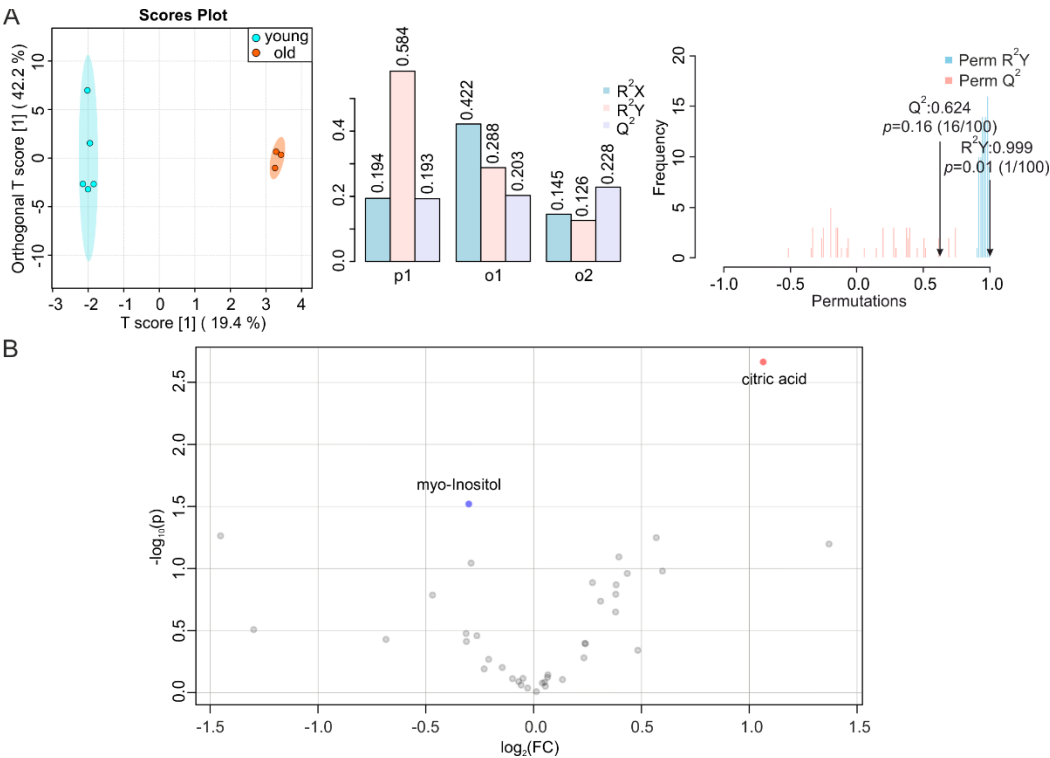 A
Scores Plot
young
old
Orthogonal T score [1] ( 42.2 %)
10
5
0
-5
-10
-3 -2 -1 0 1 2 3 4
T score [1] ( 19.4 %)
R²X
R²Y
Q²
0.0 0.2 0.4
0.194
0.584
0.193
0.422
0.288
0.203
0.145
0.126
0.228
p1 o1 o2
Perm R²Y
Perm Q²
Q²:0.624
p=0.16 (16/100)
R²Y:0.999
p=0.01 (1/100)
Frequency
20
15
10
5
0
-1.0 -0.5 0.0 0.5 1.0
Permutations
B
citric acid
myo-Inositol
-log₁₀(p)
2.5
2.0
1.5
1.0
0.5
0.0
-1.5 -1.0 -0.5 0.0 0.5 1.0 1.5
log₂(FC)